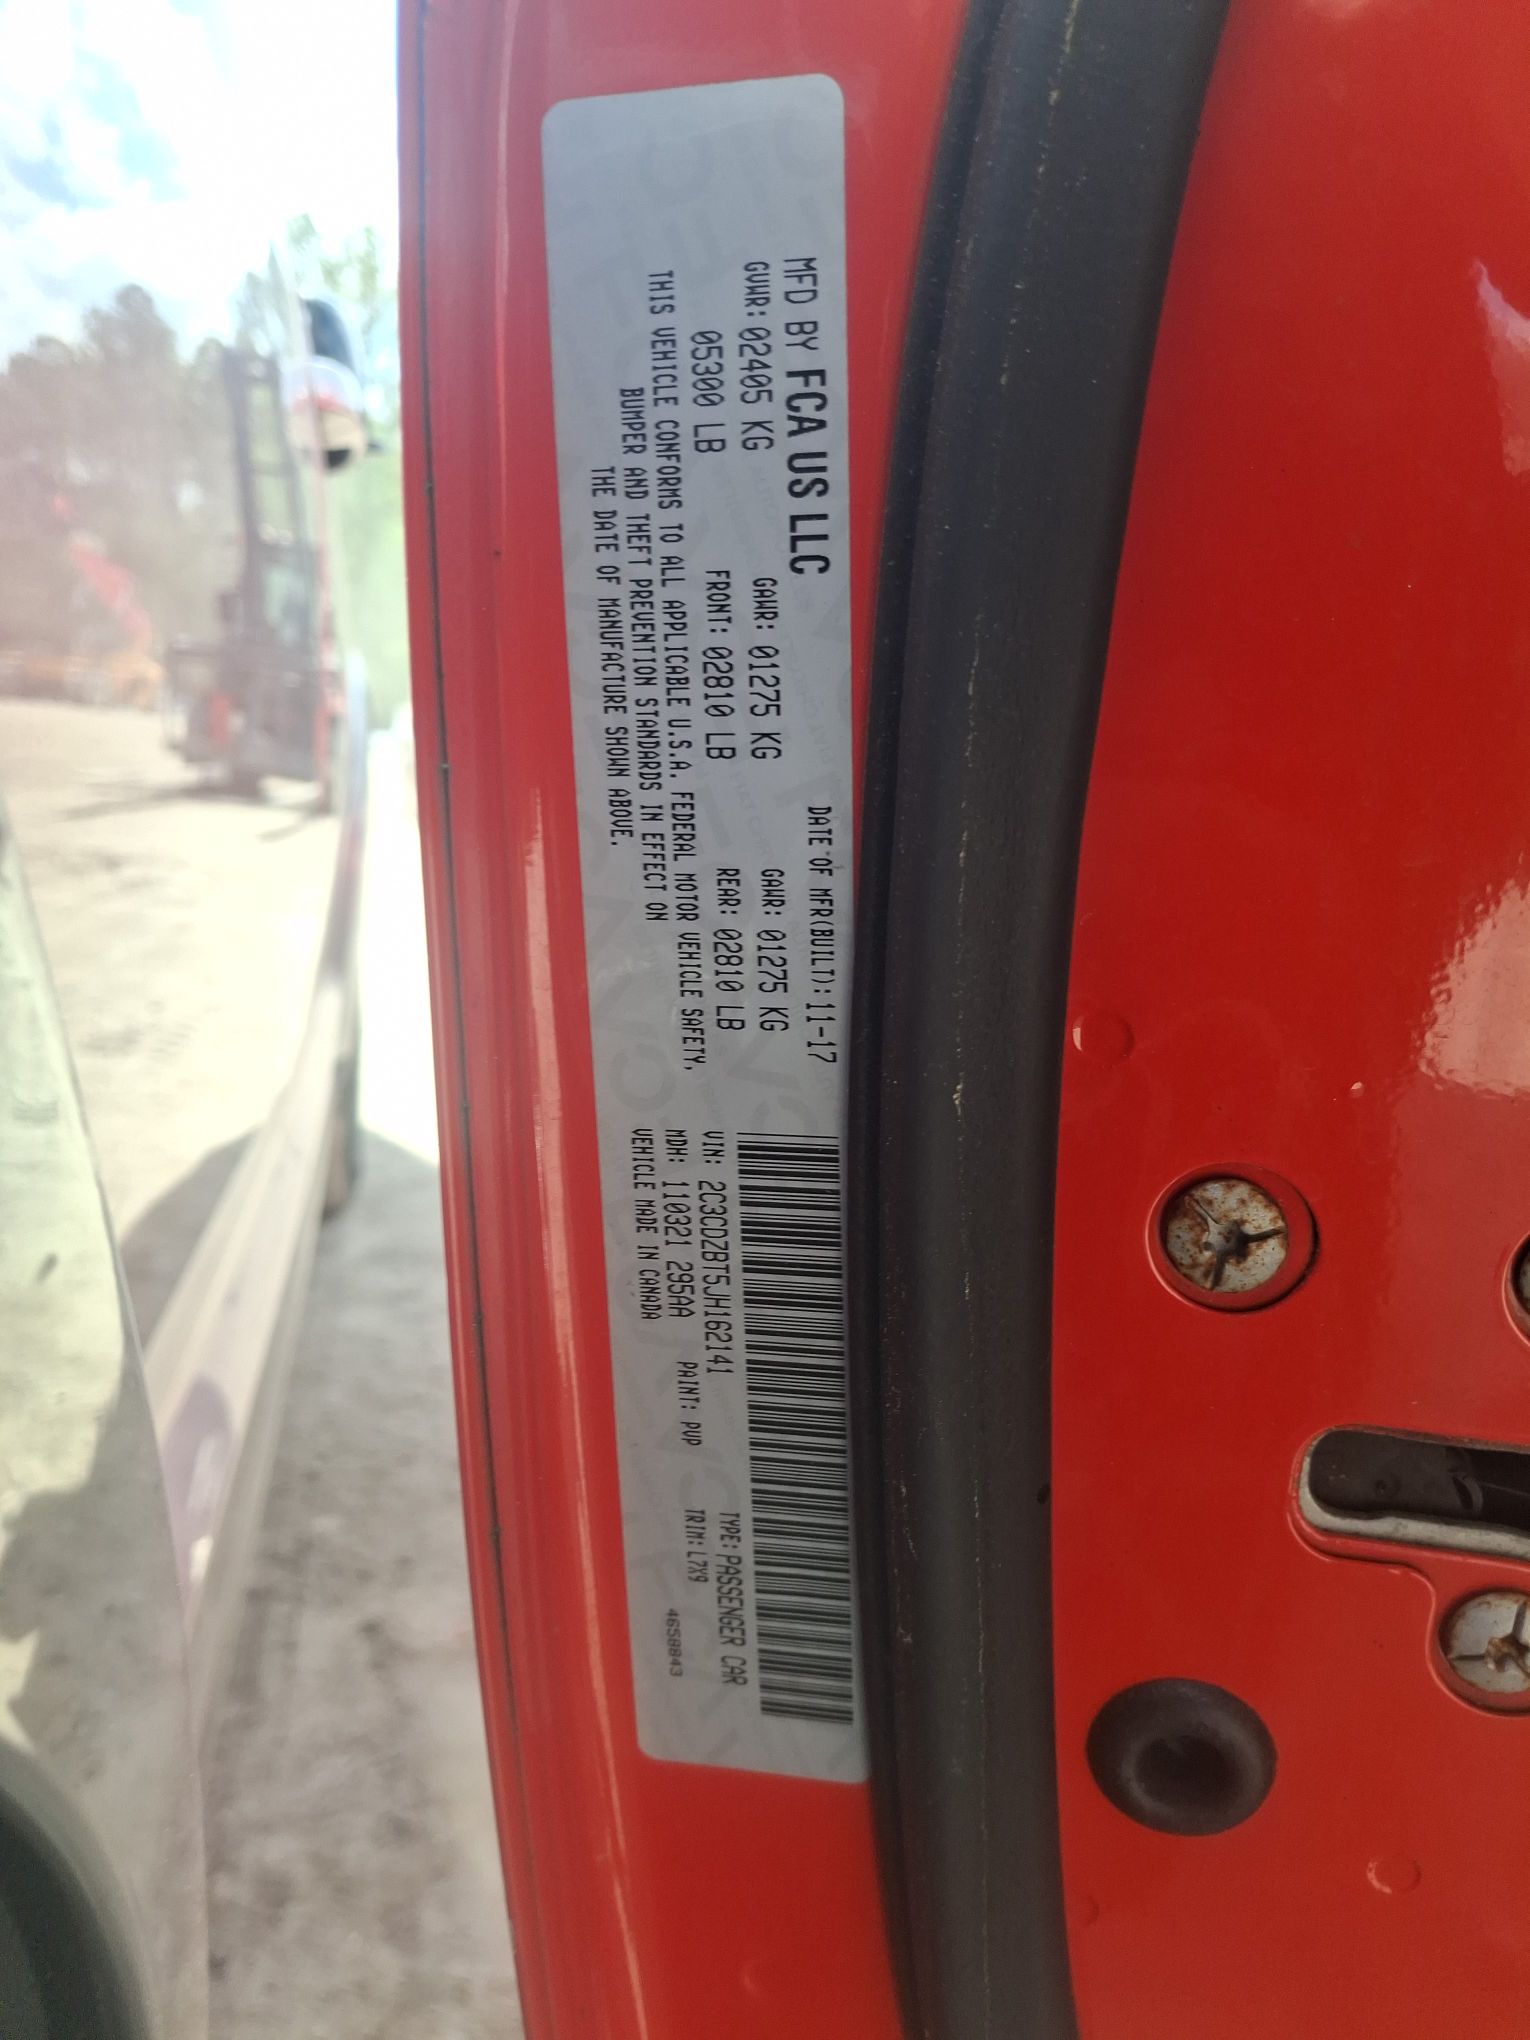 MFD BY FCA US LLC
DATE OF MFR(BUILT): 11-17
GVWR: 02405 KG
GAWR: 01275 KG
GAWR: 01275 KG
05300 LB
FRONT: 02810 LB
REAR: 02810 LB
THIS VEHICLE CONFORMS TO ALL APPLICABLE U.S.A. FEDERAL MOTOR VEHICLE SAFETY,
BUMPER AND THEFT PREVENTION STANDARDS IN EFFECT ON
THE DATE OF MANUFACTURE SHOWN ABOVE.
VIN: 2C3CDZBT5JH162141
TYPE: PASSENGER CAR
MDH: 110321 295AA
PAINT: PVP
TRIM: L7X9
VEHICLE MADE IN CANADA
4658843